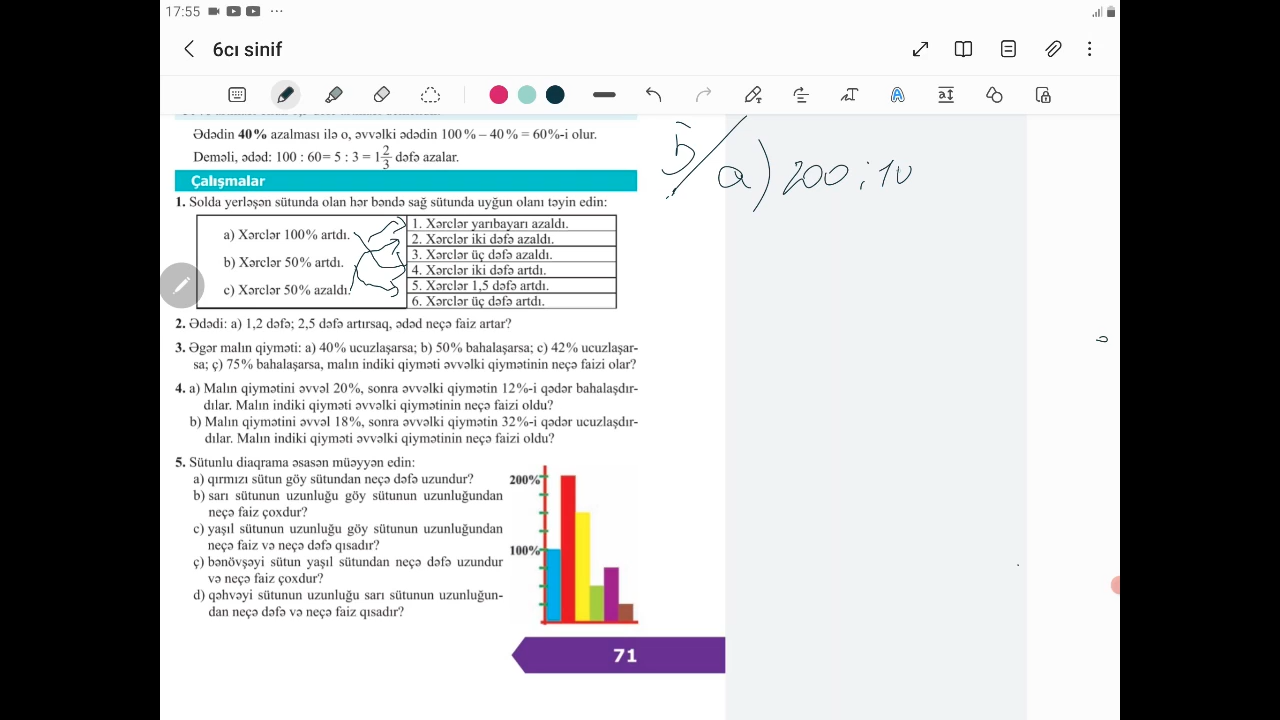 17:55
6cı sinif
Ədədin 40% azalması ilə o, əvvəlki ədədin 100% – 40% = 60%-i olur.
Deməli, ədəd: 100 : 60= 5 : 3 = 1 2/3 dəfə azalar.
Çalışmalar
1. Solda yerləşən sütunda olan hər bəndə sağ sütunda uyğun olanı təyin edin:
a) Xərclər 100% artdı.
b) Xərclər 50% artdı.
c) Xərclər 50% azaldı.
1. Xərclər yarıbayarı azaldı.
2. Xərclər iki dəfə azaldı.
3. Xərclər üç dəfə azaldı.
4. Xərclər iki dəfə artdı.
5. Xərclər 1,5 dəfə artdı.
6. Xərclər üç dəfə artdı.
2. Ədədi: a) 1,2 dəfə; 2,5 dəfə artırsaq, ədəd neçə faiz artar?
3. Əgər malın qiyməti: a) 40% ucuzlaşarsa; b) 50% bahalaşarsa; c) 42% ucuzlaşar-
sa; ç) 75% bahalaşarsa, malın indiki qiyməti əvvəlki qiymətinin neçə faizi olar?
4. a) Malın qiymətini əvvəl 20%, sonra əvvəlki qiymətin 12%-i qədər bahalaşdır-
dılar. Malın indiki qiyməti əvvəlki qiymətinin neçə faizi oldu?
b) Malın qiymətini əvvəl 18%, sonra əvvəlki qiymətin 32%-i qədər ucuzlaşdır-
dılar. Malın indiki qiyməti əvvəlki qiymətinin neçə faizi oldu?
5. Sütunlu diaqrama əsasən müəyyən edin:
a) qırmızı sütun göy sütundan neçə dəfə uzundur?
b) sarı sütunun uzunluğu göy sütunun uzunluğundan
neçə faiz çoxdur?
c) yaşıl sütunun uzunluğu göy sütunun uzunluğundan
neçə faiz və neçə dəfə qısadır?
ç) bənövşəyi sütun yaşıl sütundan neçə dəfə uzundur
və neçə faiz çoxdur?
d) qəhvəyi sütunun uzunluğu sarı sütunun uzunluğun-
dan neçə dəfə və neçə faiz qısadır?
200%
100%
71
a) 200 : 10